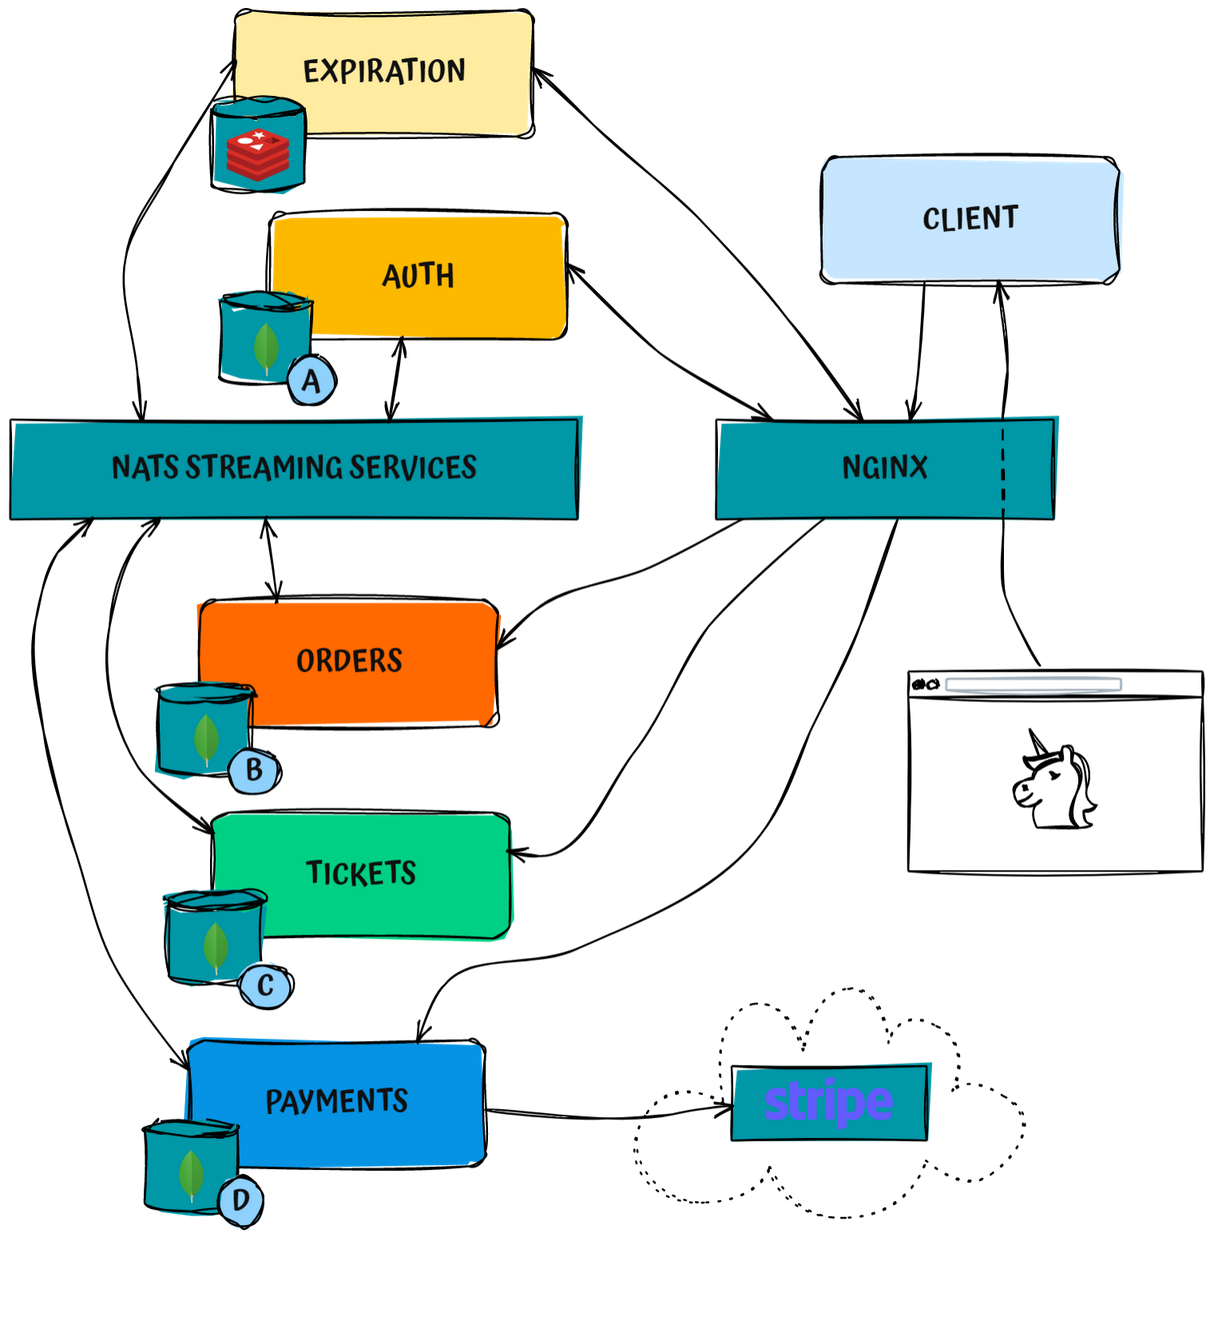 EXPIRATION
CLIENT
AUTH
A
NATS STREAMING SERVICES
NGINX
ORDERS
B
TICKETS
C
PAYMENTS
stripe
D